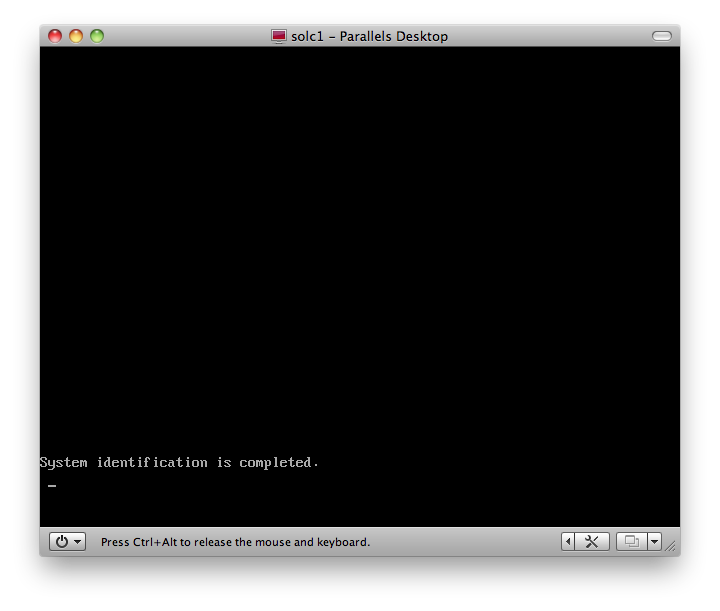 solc1 – Parallels Desktop
System identification is completed.
Press Ctrl+Alt to release the mouse and keyboard.